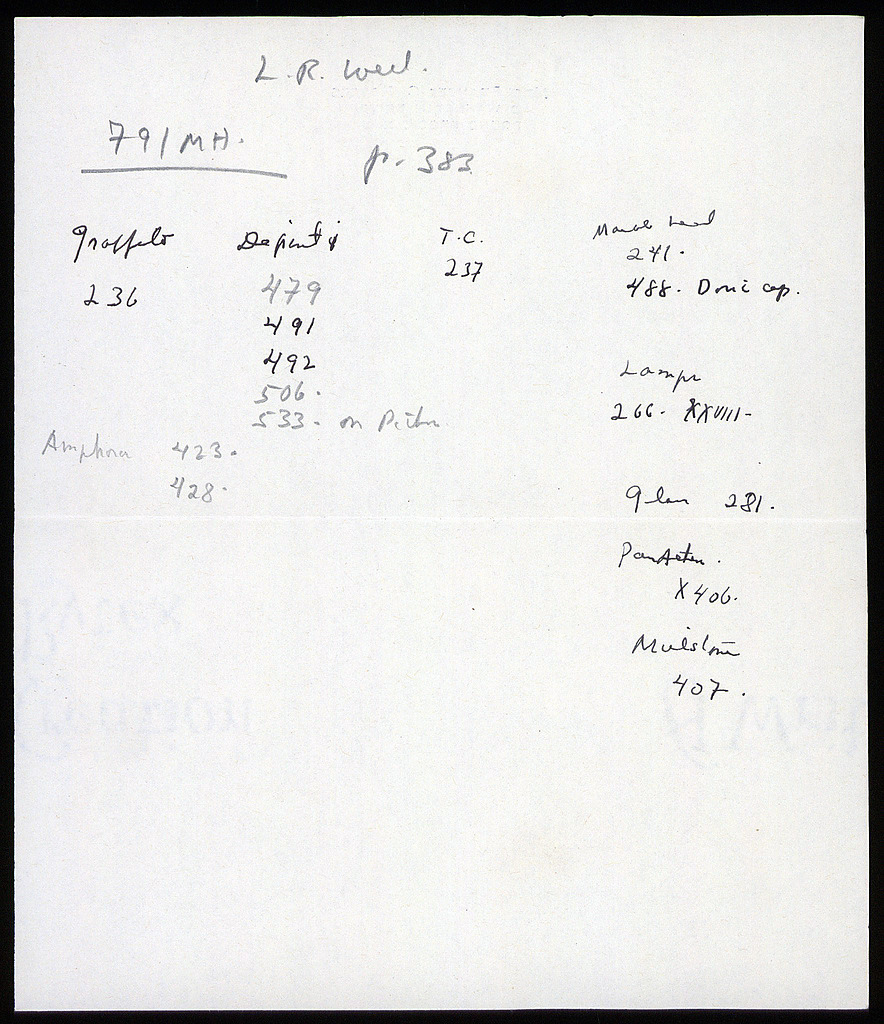 L. R. Well.
791 MH.
p. 383
Graffito
236
Dipinti
479
491
492
506.
533. on Pithos
Amphora 423.
428.
T.C.
237
Marble head
241.
488. Doric cap.
Lamps
266. XXVIII-
Glass 281.
X 406.
Millstone
407.